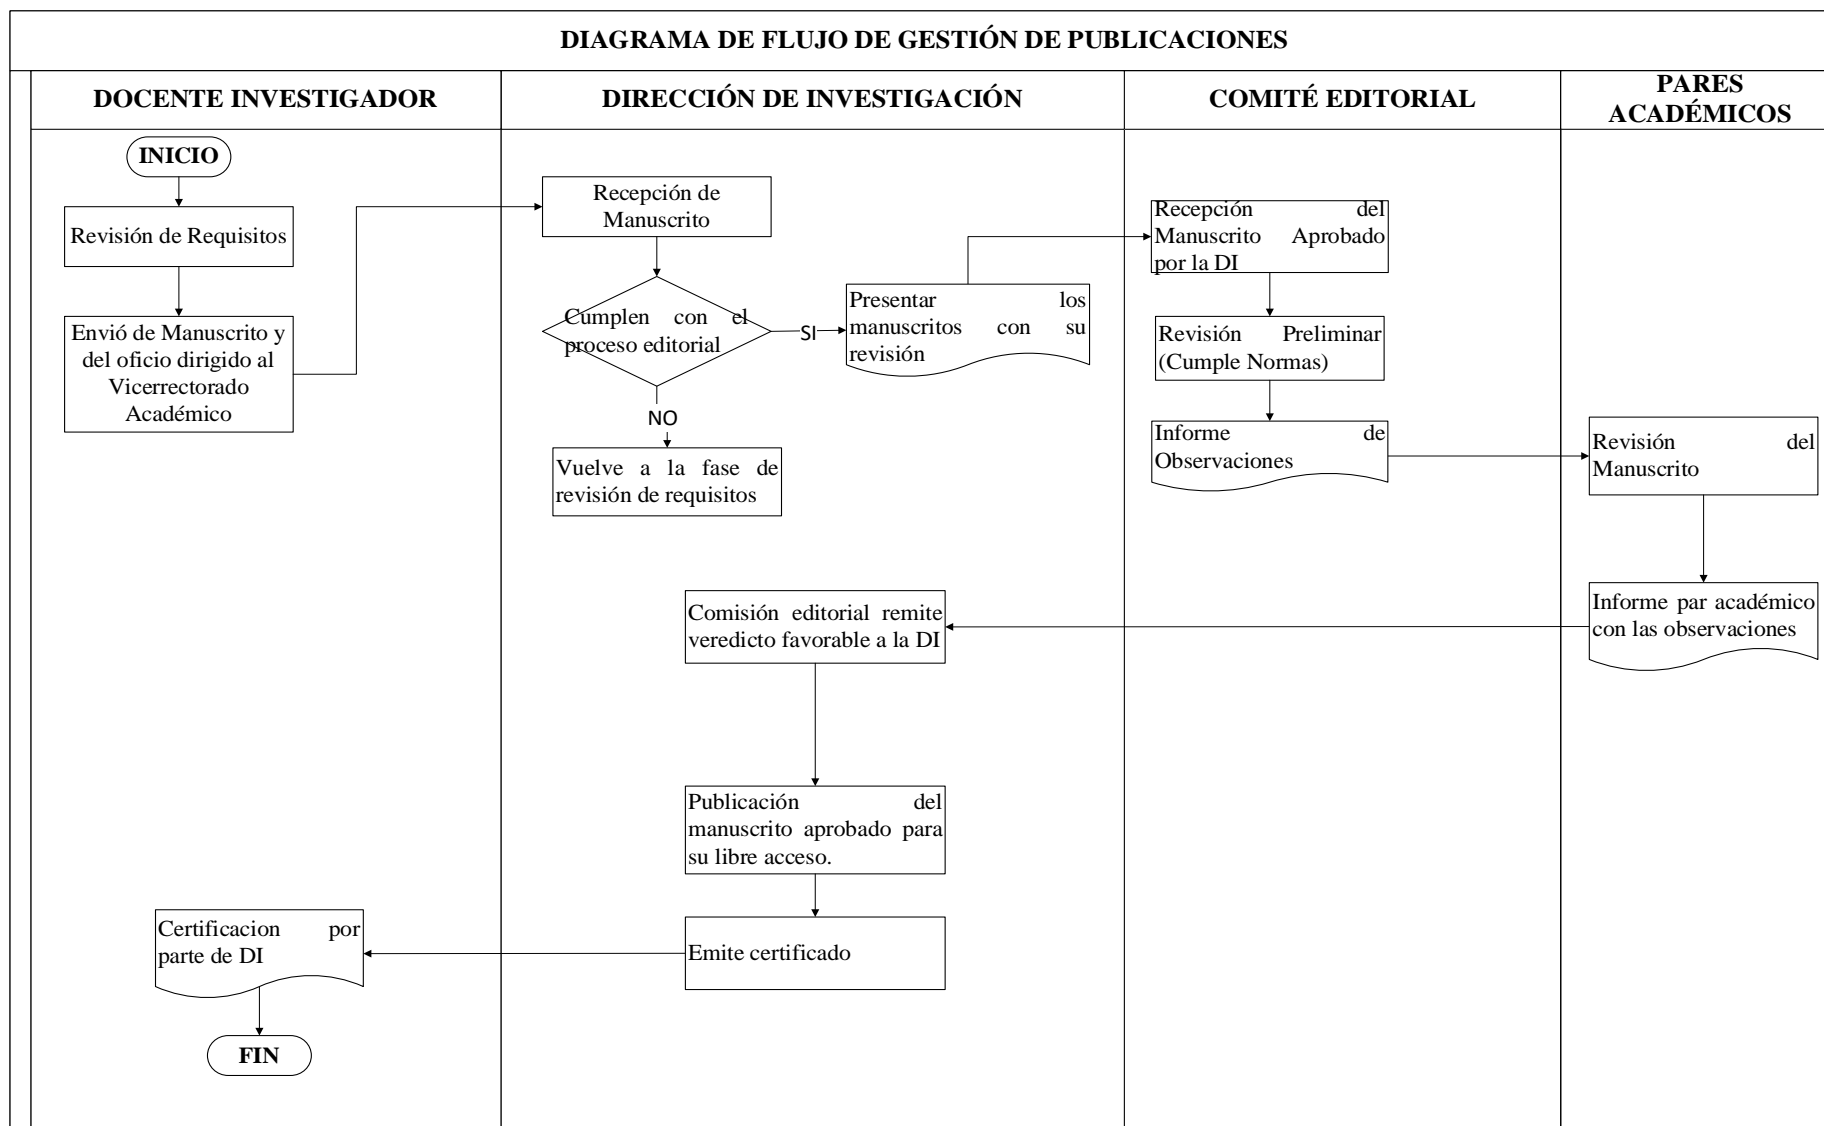 DIAGRAMA DE FLUJO DE GESTIÓN DE PUBLICACIONES
DOCENTE INVESTIGADOR
DIRECCIÓN DE INVESTIGACIÓN
COMITÉ EDITORIAL
PARES
ACADÉMICOS
INICIO
Revisión de Requisitos
Envió de Manuscrito y
del oficio dirigido al
Vicerrectorado
Académico
Recepción de
Manuscrito
Cumplen con el
proceso editorial
SI
NO
Vuelve a la fase de
revisión de requisitos
Presentar los
manuscritos con su
revisión
Recepción del
Manuscrito Aprobado
por la DI
Revisión Preliminar
(Cumple Normas)
Informe de
Observaciones
Revisión del
Manuscrito
Informe par académico
con las observaciones
Comisión editorial remite
veredicto favorable a la DI
Publicación del
manuscrito aprobado para
su libre acceso.
Emite certificado
Certificacion por
parte de DI
FIN